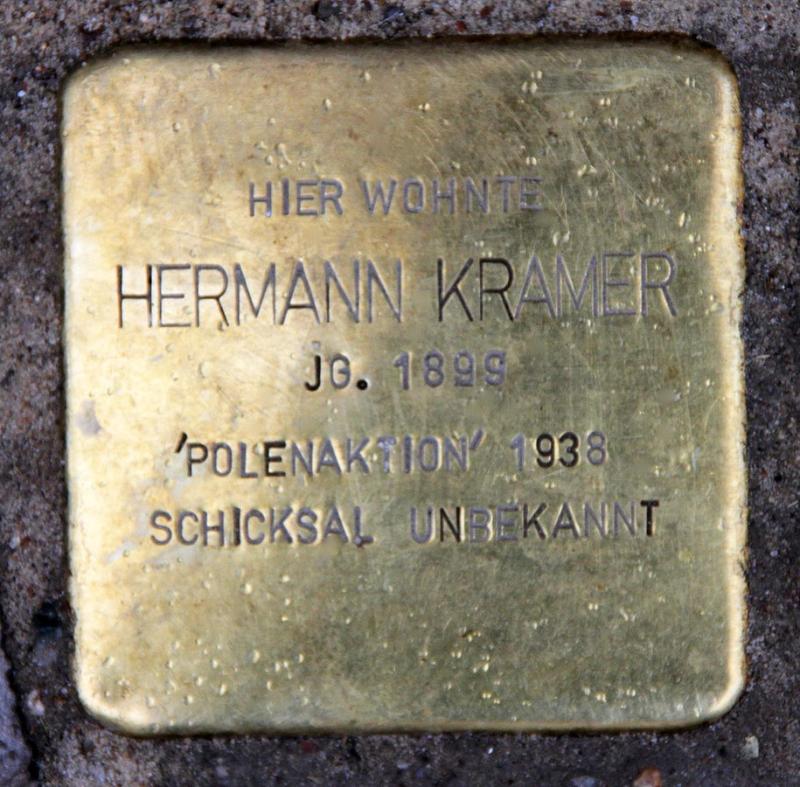 HIER WOHNTE
HERMANN KRAMER
JG. 1899
'POLENAKTION' 1938
SCHICKSAL UNBEKANNT